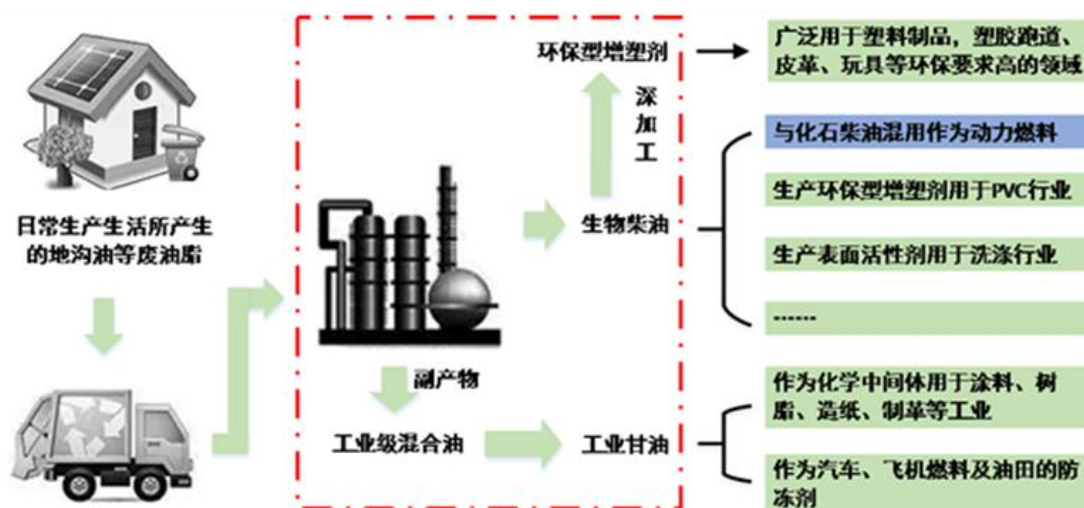 日常生产生活所产生
的地沟油等废油脂
环保型增塑剂
深
加
工
生物柴油
副产物
工业级混合油
工业甘油
广泛用于塑料制品，塑胶跑道、
皮革、玩具等环保要求高的领域
与化石柴油混用作为动力燃料
生产环保型增塑剂用于PVC行业
生产表面活性剂用于洗涤行业
------
作为化学中间体用于涂料、树
脂、造纸、制革等工业
作为汽车、飞机燃料及油田的防
冻剂